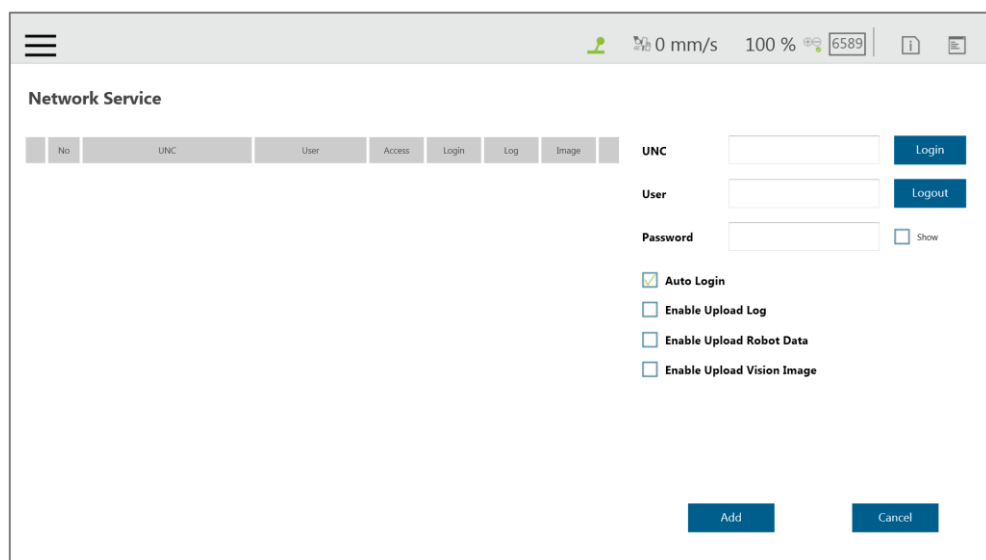 0 mm/s 100 % 6589
Network Service
No UNC User Access Login Log Image
UNC Login
User Logout
Password Show
Auto Login
Enable Upload Log
Enable Upload Robot Data
Enable Upload Vision Image
Add Cancel